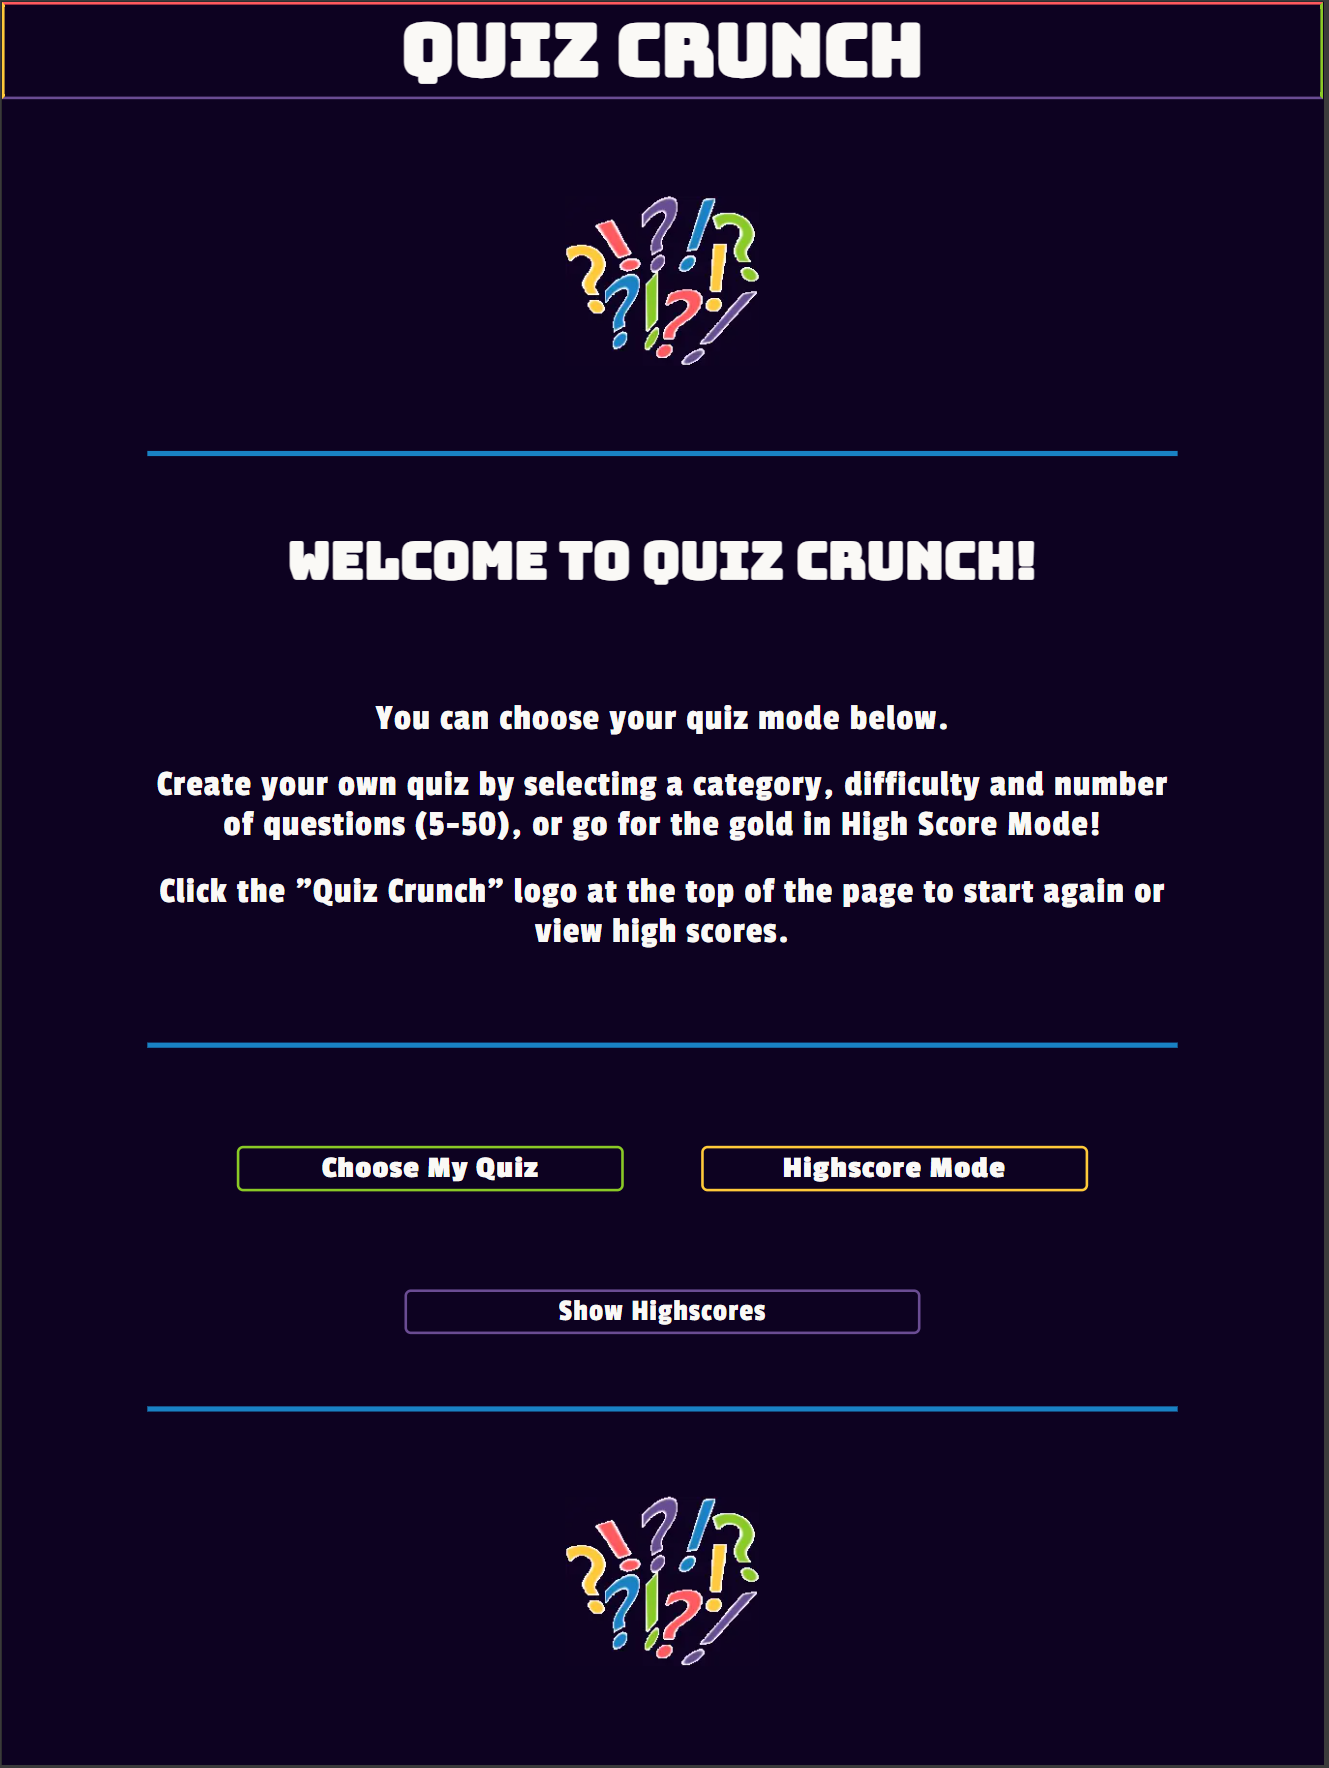 QUIZ CRUNCH
WELCOME TO QUIZ CRUNCH!
You can choose your quiz mode below.
Create your own quiz by selecting a category, difficulty and number
of questions (5-50), or go for the gold in High Score Mode!
Click the ”Quiz Crunch” logo at the top of the page to start again or
view high scores.
Choose My Quiz
Highscore Mode
Show Highscores